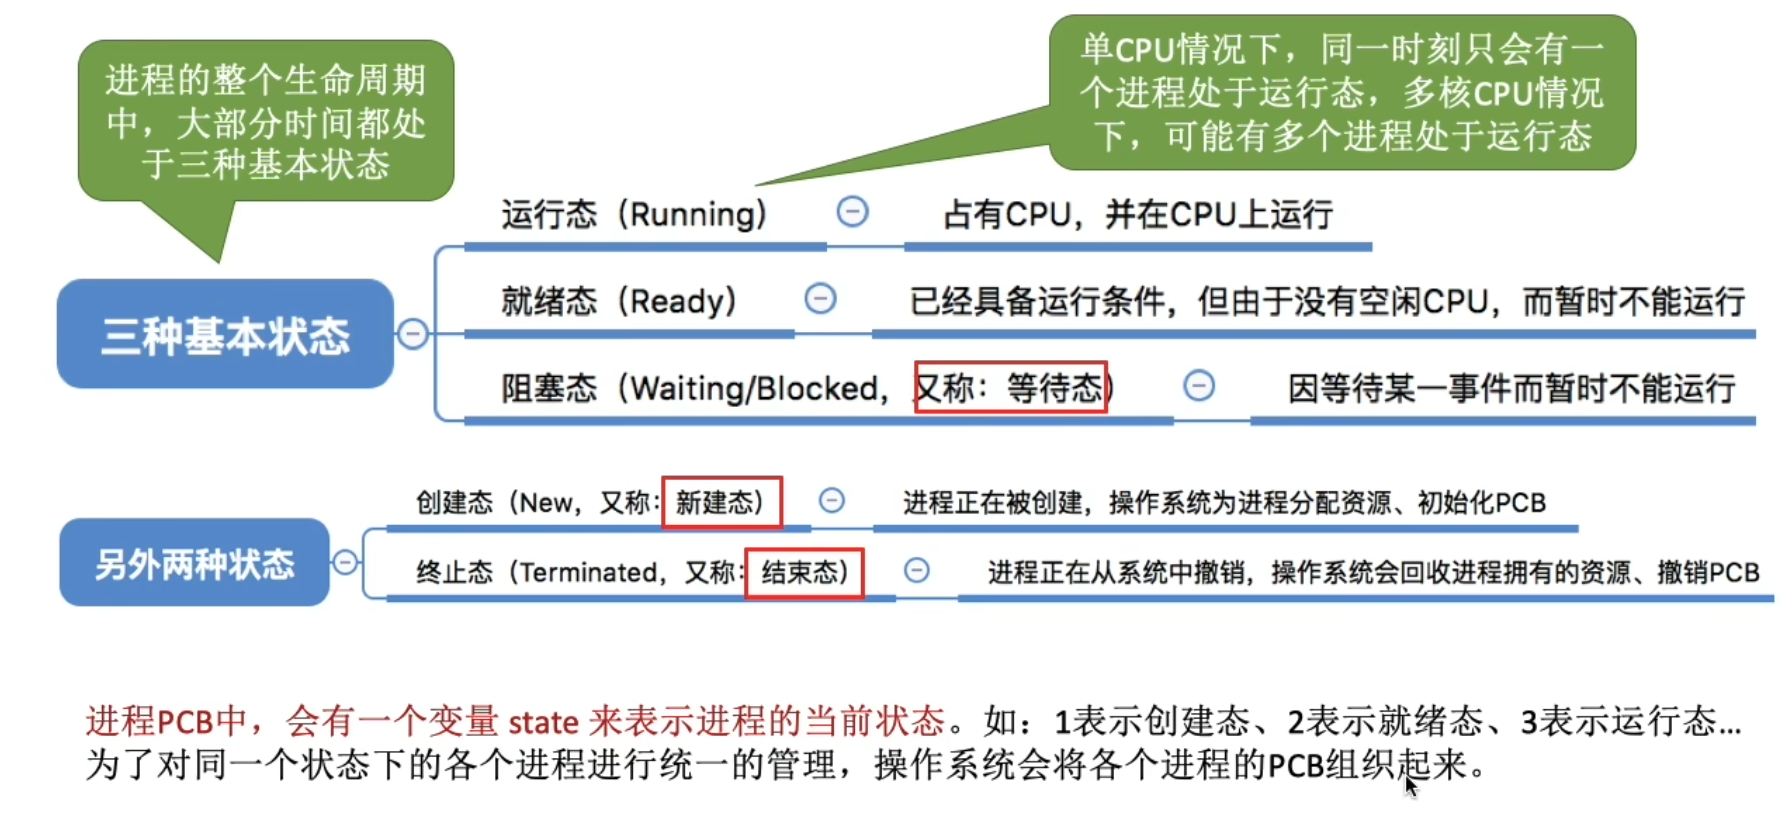 进程的整个生命周期
中，大部分时间都处
于三种基本状态
单CPU情况下，同一时刻只会有一
个进程处于运行态，多核CPU情况
下，可能有多个进程处于运行态
三种基本状态
运行态（Running） 占有CPU，并在CPU上运行
就绪态（Ready） 已经具备运行条件，但由于没有空闲CPU，而暂时不能运行
阻塞态（Waiting/Blocked，又称：等待态） 因等待某一事件而暂时不能运行
另外两种状态
创建态（New，又称：新建态） 进程正在被创建，操作系统为进程分配资源、初始化PCB
终止态（Terminated，又称：结束态） 进程正在从系统中撤销，操作系统会回收进程拥有的资源、撤销PCB
进程PCB中，会有一个变量 state 来表示进程的当前状态。如：1表示创建态、2表示就绪态、3表示运行态...
为了对同一个状态下的各个进程进行统一的管理，操作系统会将各个进程的PCB组织起来。